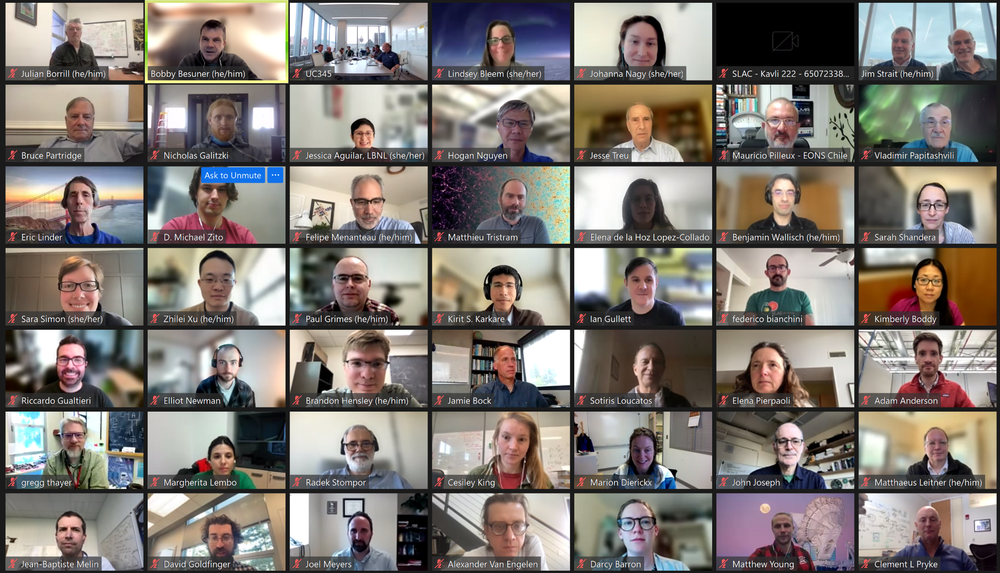 Julian Borrill (he/him)
Bobby Besuner (he/him)
UC345
Lindsey Bleem (she/her)
Johanna Nagy (she/her)
SLAC - Kavli 222 - 65072338...
Jim Strait (he/him)
Bruce Partridge
Nicholas Galitzki
Jessica Aguilar, LBNL (she/her)
Hogan Nguyen
Jesse Treu
Mauricio Pilleux - EONS Chile
Vladimir Papitashvili
Eric Linder
Ask to Unmute ...
D. Michael Zito
Felipe Menanteau (he/him)
Matthieu Tristram
Elena de la Hoz Lopez-Collado
Benjamin Wallisch (he/him)
Sarah Shandera
Sara Simon (she/her)
Zhilei Xu (he/him)
Paul Grimes (he/him)
Kirit S. Karkare
Ian Gullett
federico bianchini
Kimberly Boddy
Riccardo Gualtieri
Elliot Newman
Brandon Hensley (he/him)
Jamie Bock
Sotiris Loucatos
Elena Pierpaoli
Adam Anderson
gregg thayer
Margherita Lembo
Radek Stompor
Cesiley King
Marion Dierickx
John Joseph
Matthaeus Leitner (he/him)
Jean-Baptiste Melin
David Goldfinger
Joel Meyers
Alexander Van Engelen
Darcy Barron
Matthew Young
Clement L Pryke